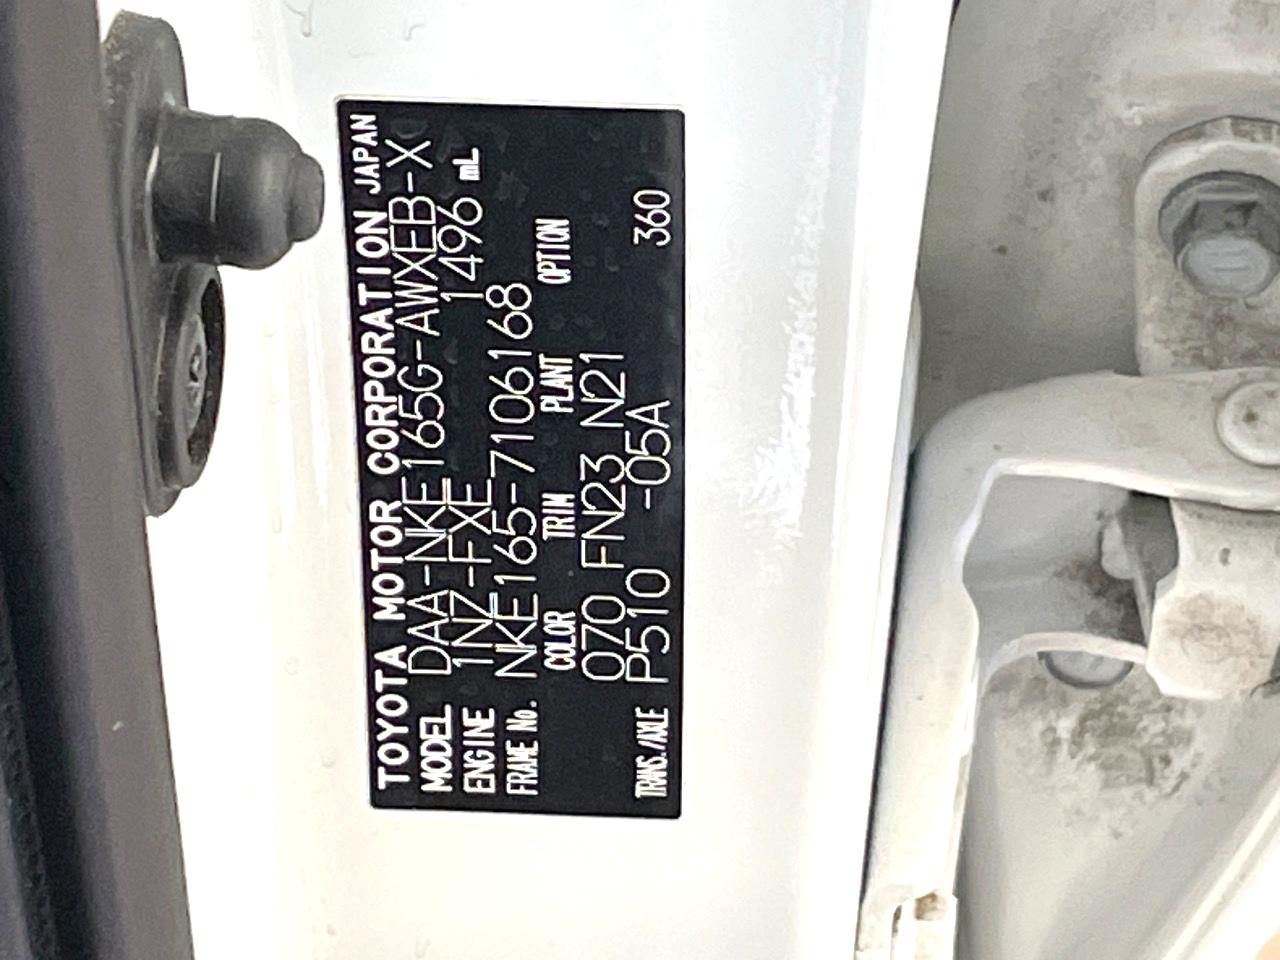 TOYOTA MOTOR CORPORATION JAPAN
MODEL DAA-NKE165G-AWXEB-X
ENGINE 1NZ-FXE 1496 mL
FRAME No. NKE165-7106168
COLOR TRIM PLANT OPTION
070 FN23 N21
TRANS./AXLE P510 -05A 360